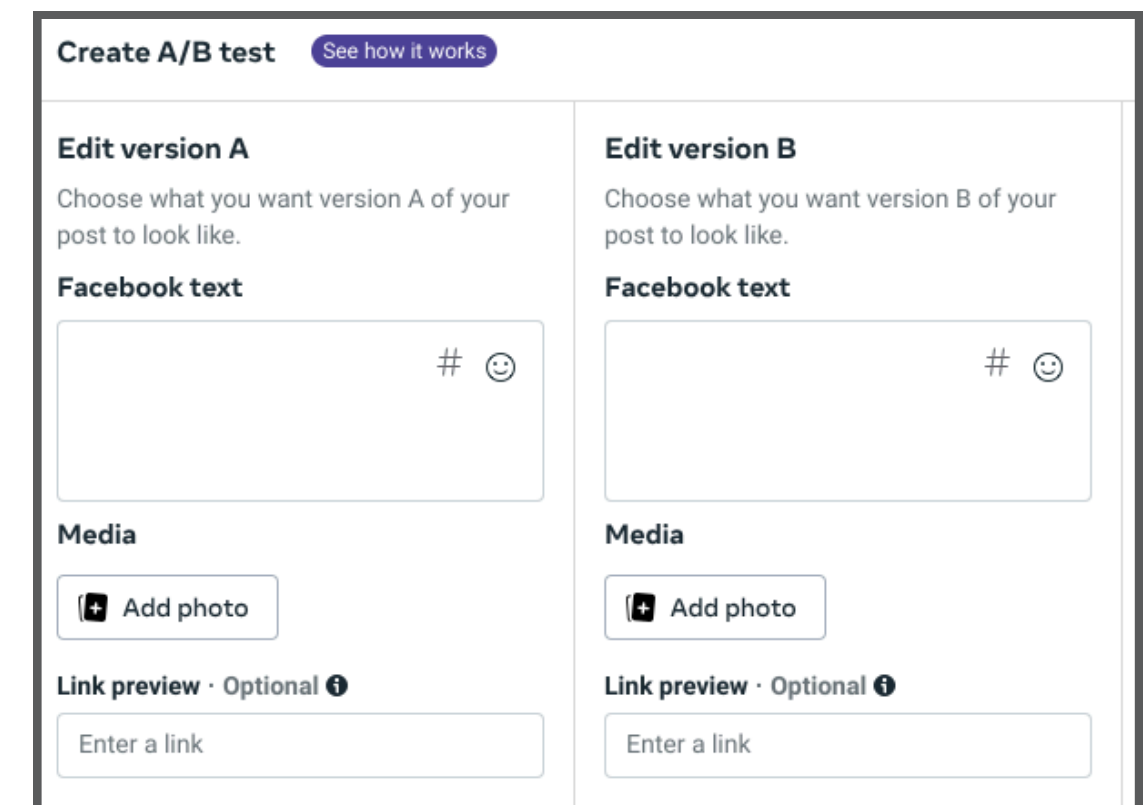 Create A/B test See how it works
Edit version A
Choose what you want version A of your
post to look like.
Facebook text
#
Media
Add photo
Link preview · Optional
Enter a link
Edit version B
Choose what you want version B of your
post to look like.
Facebook text
#
Media
Add photo
Link preview · Optional
Enter a link